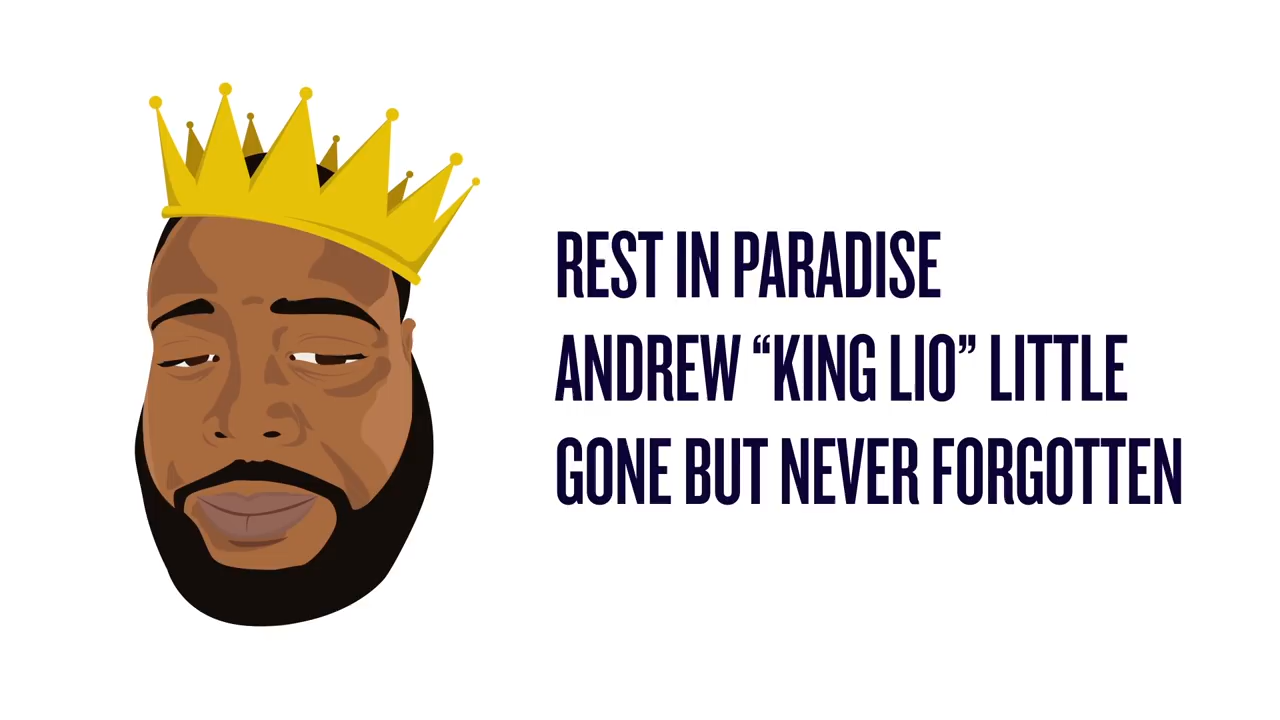 REST IN PARADISE
ANDREW “KING LIO” LITTLE
GONE BUT NEVER FORGOTTEN